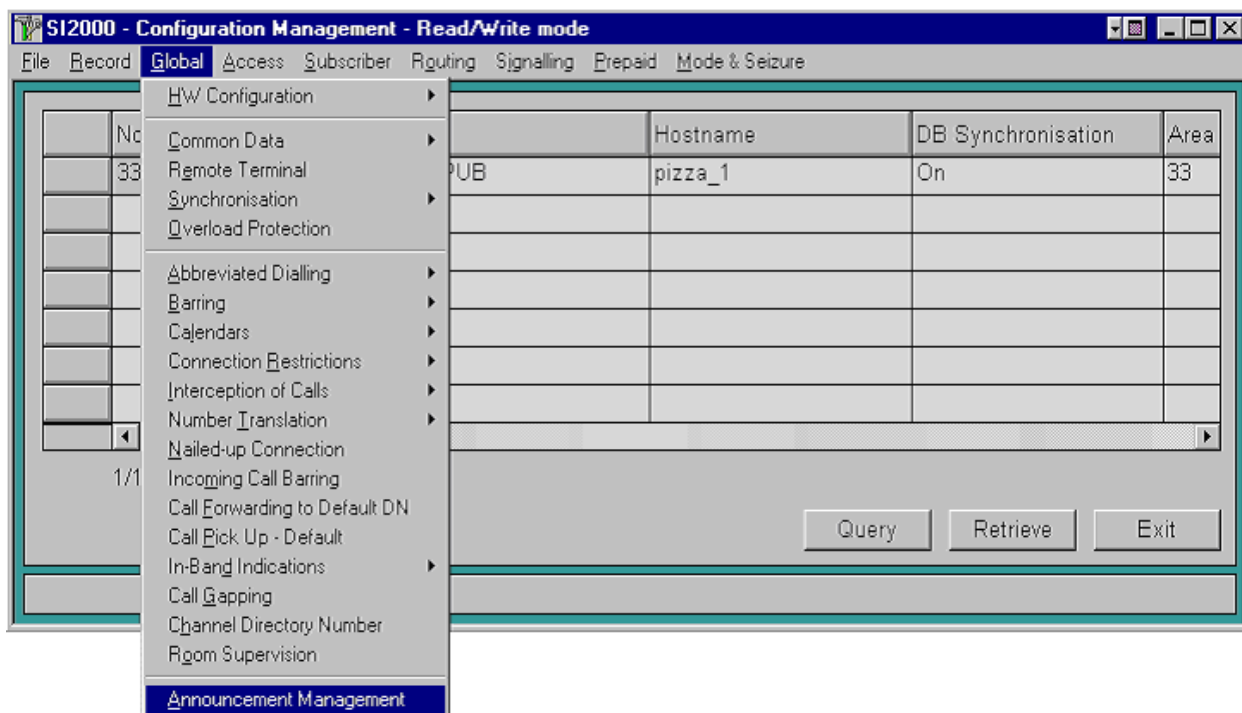 SI2000 - Configuration Management - Read/Write mode
File Record Global Access Subscriber Routing Signalling Prepaid Mode & Seizure
HW Configuration
Common Data
Remote Terminal
Synchronisation
Overload Protection
Abbreviated Dialling
Barring
Calendars
Connection Restrictions
Interception of Calls
Number Translation
Nailed-up Connection
Incoming Call Barring
Call Forwarding to Default DN
Call Pick Up - Default
In-Band Indications
Call Gapping
Channel Directory Number
Room Supervision
Announcement Management
Hostname DB Synchronisation Area
33 PUB pizza_1 On 33
1/1
Query Retrieve Exit